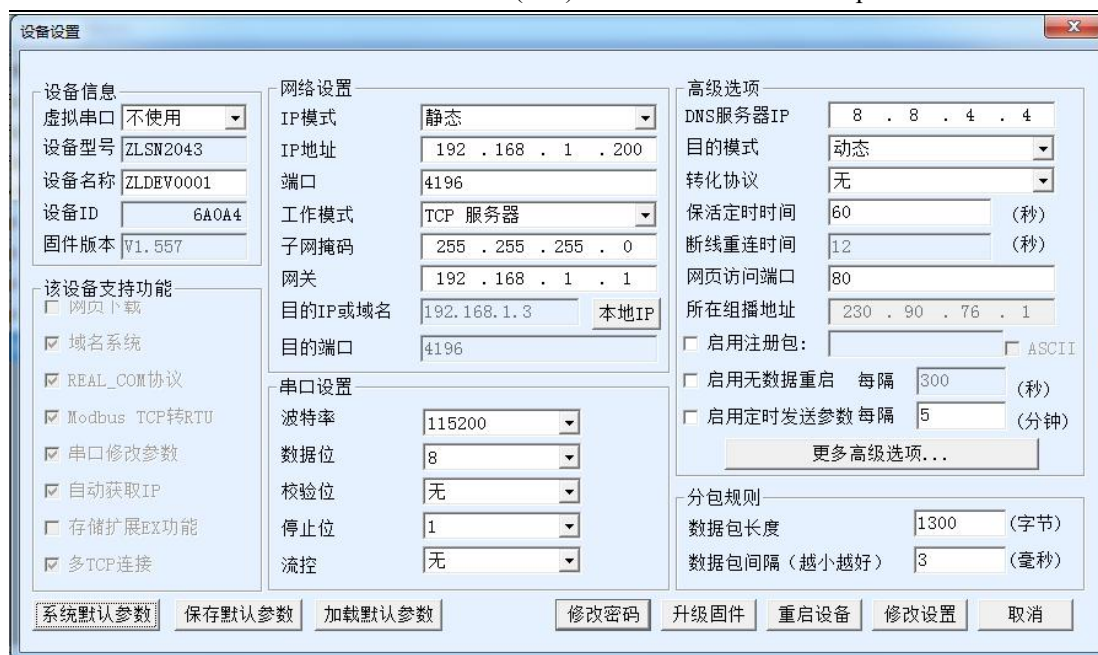 设备设置
设备信息
虚拟串口 不使用
设备型号 ZLSN2043
设备名称 ZLDEV0001
设备ID 6A0A4
固件版本 V1.557
该设备支持功能
网页下载
域名系统
REAL_COM协议
Modbus TCP转RTU
串口修改参数
自动获取IP
存储扩展EX功能
多TCP连接
网络设置
IP模式 静态
IP地址 192 . 168 . 1 . 200
端口 4196
工作模式 TCP 服务器
子网掩码 255 . 255 . 255 . 0
网关 192 . 168 . 1 . 1
目的IP或域名 192.168.1.3 本地IP
目的端口 4196
串口设置
波特率 115200
数据位 8
校验位 无
停止位 1
流控 无
高级选项
DNS服务器IP 8 . 8 . 4 . 4
目的模式 动态
转化协议 无
保活定时时间 60 (秒)
断线重连时间 12 (秒)
网页访问端口 80
所在组播地址 230 . 90 . 76 . 1
启用注册包: ASCII
启用无数据重启 每隔 300 (秒)
启用定时发送参数 每隔 5 (分钟)
更多高级选项...
分包规则
数据包长度 1300 (字节)
数据包间隔(越小越好) 3 (毫秒)
系统默认参数 保存默认参数 加载默认参数 修改密码 升级固件 重启设备 修改设置 取消